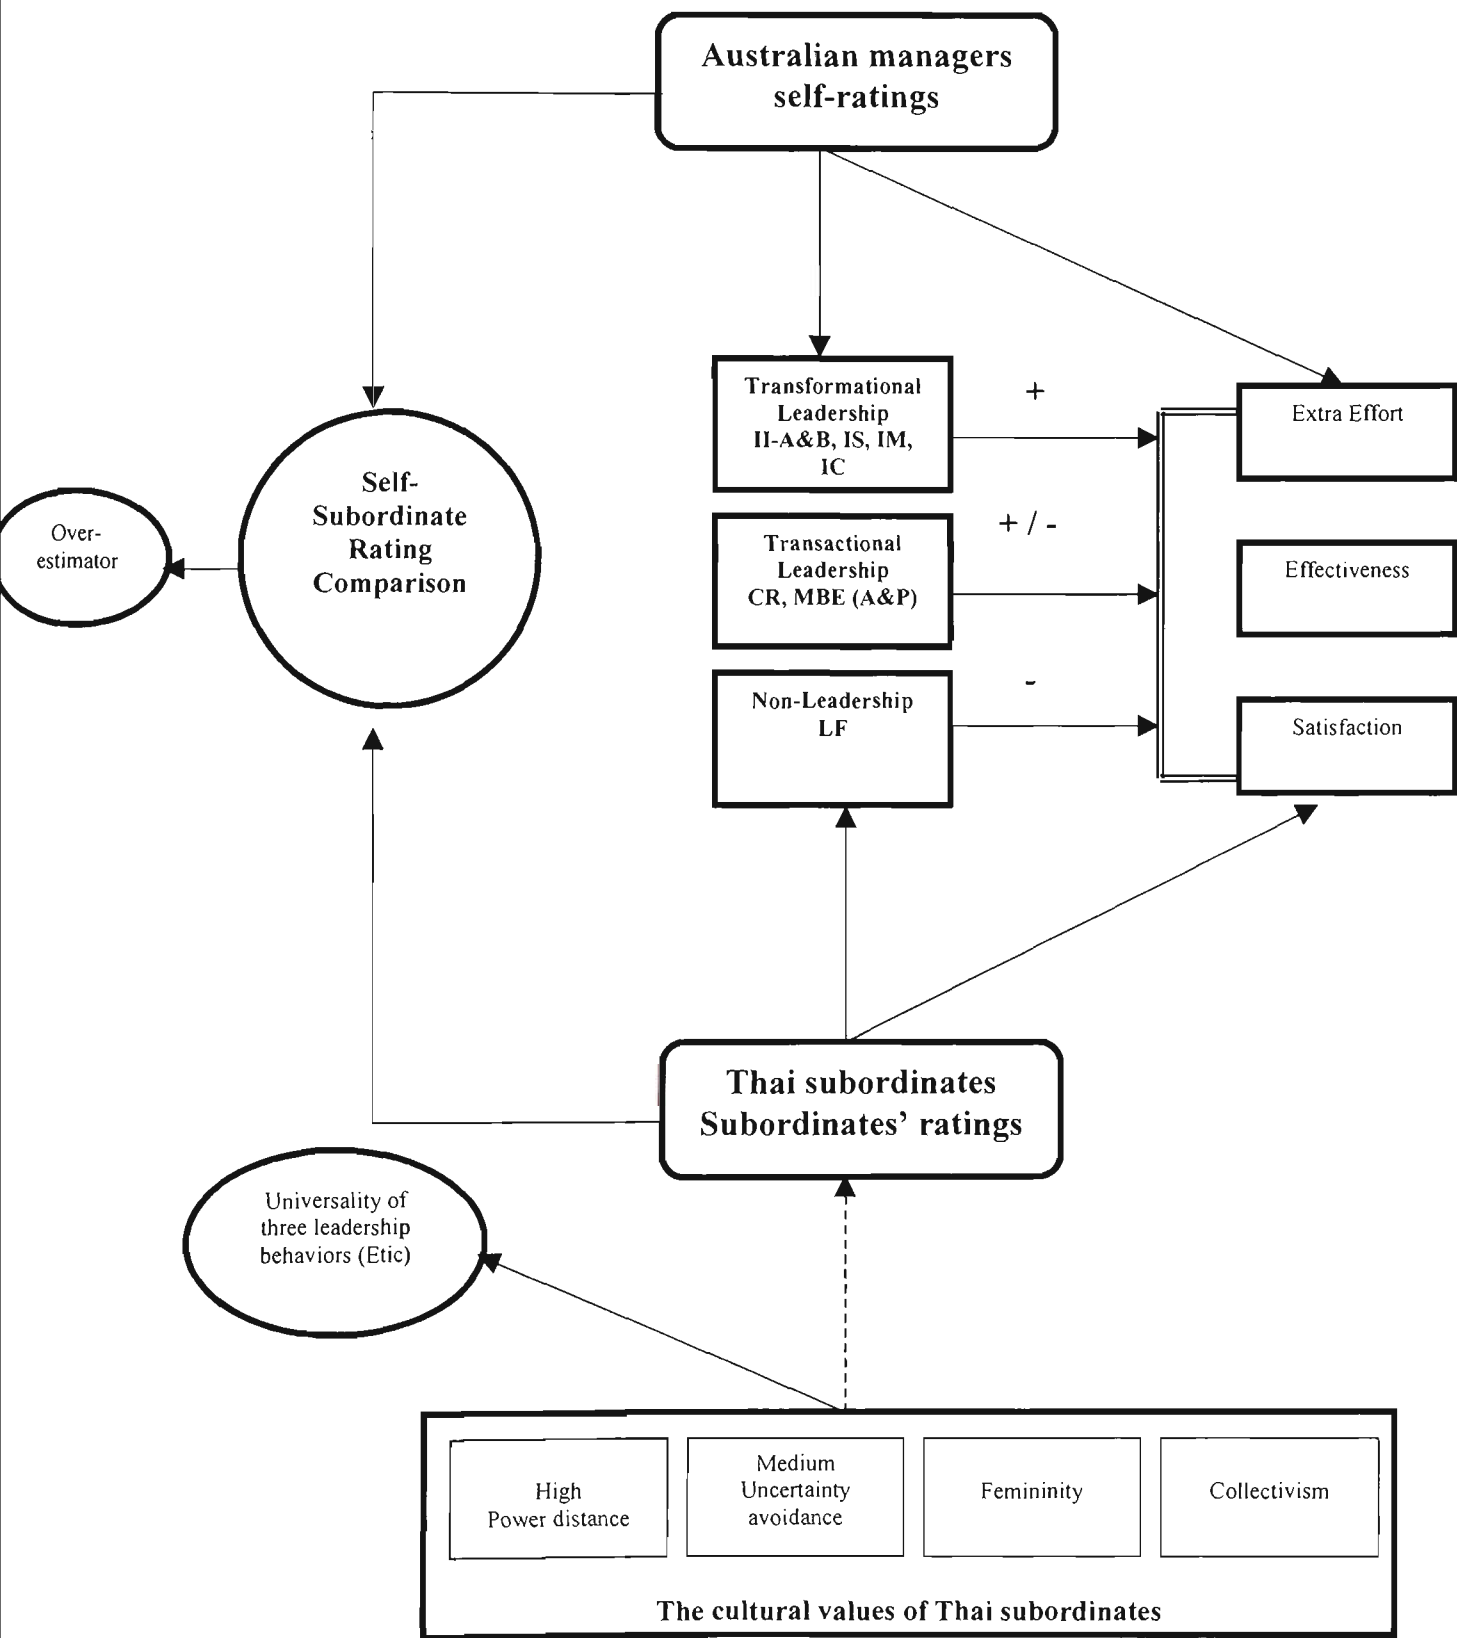 Australian managers
self-ratings
Transformational
Leadership
II-A&B, IS, IM,
IC
+
Extra Effort
Self-
Subordinate
Rating
Comparison
Over-
estimator
+ / -
Transactional
Leadership
CR, MBE (A&P)
Effectiveness
-
Non-Leadership
LF
Satisfaction
Thai subordinates
Subordinates’ ratings
Universality of
three leadership
behaviors (Etic)
High
Power distance
Medium
Uncertainty
avoidance
Femininity
Collectivism
The cultural values of Thai subordinates